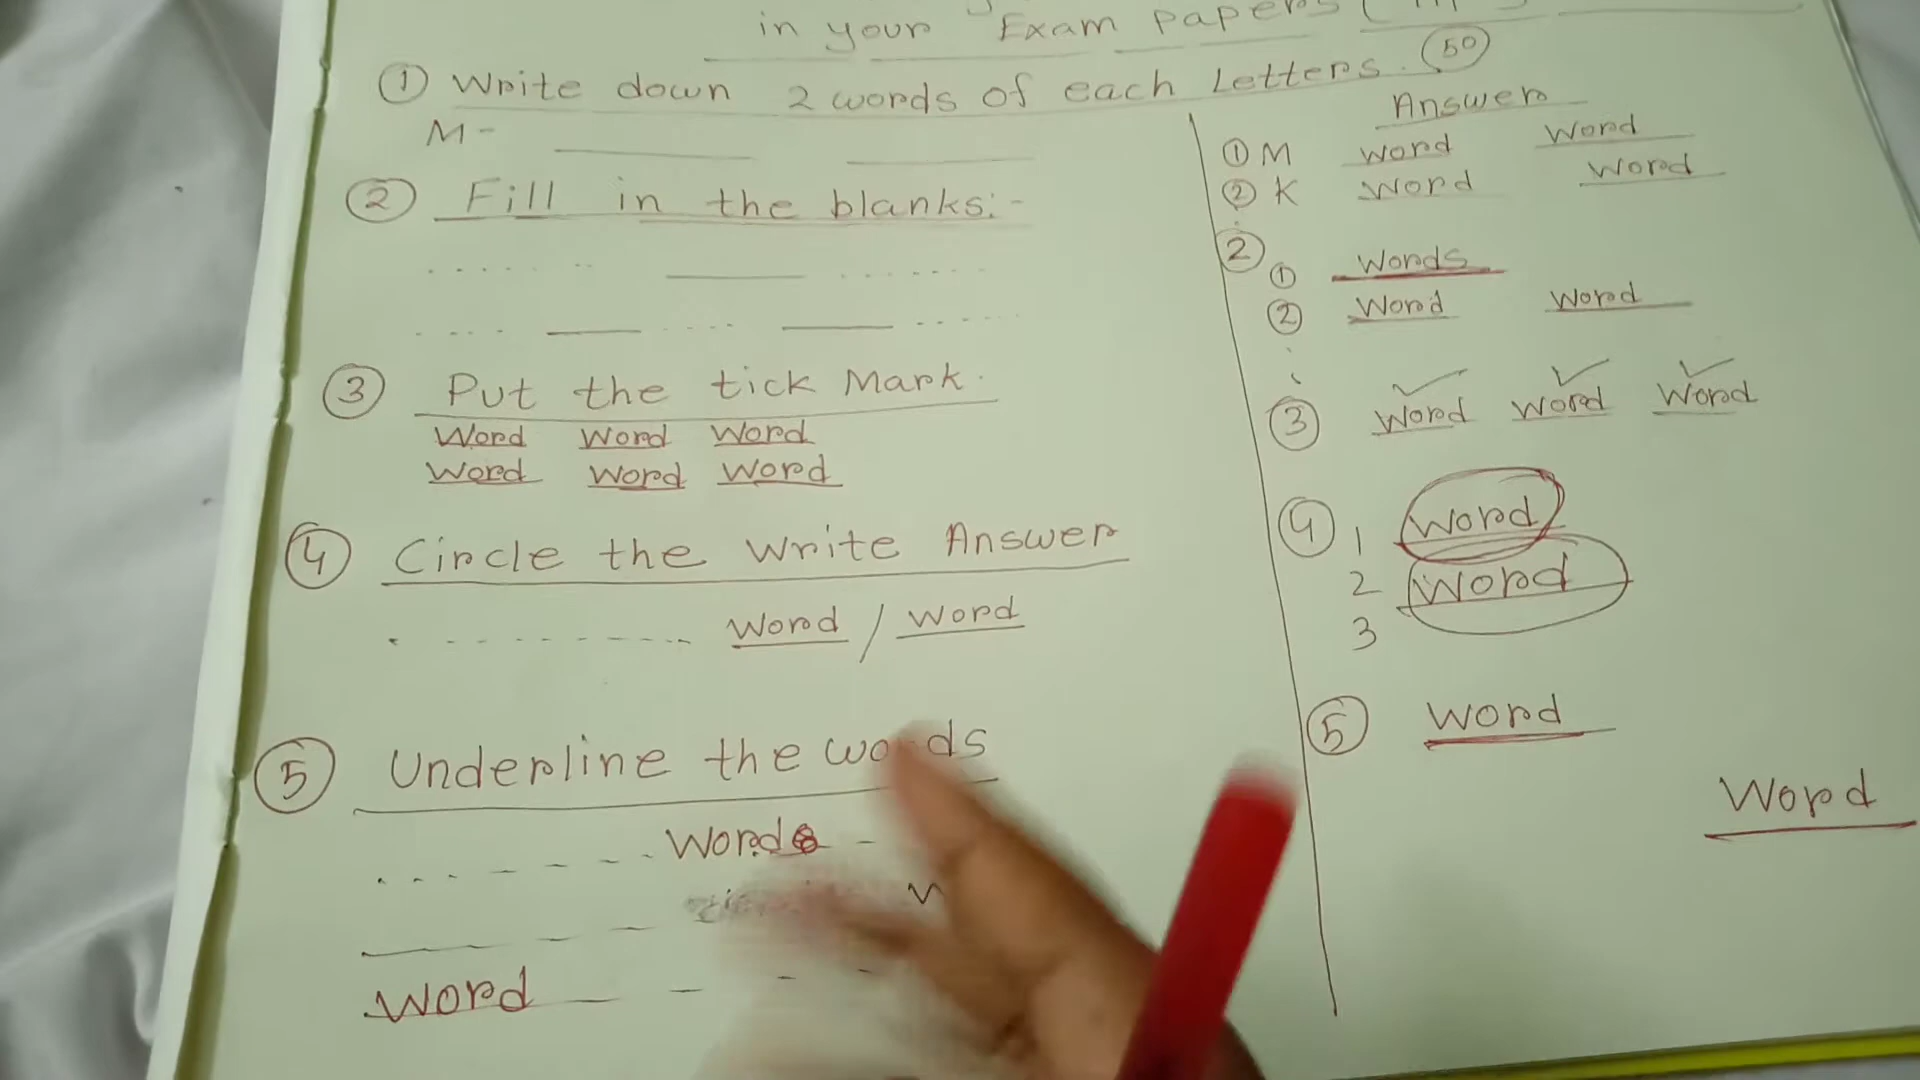 in your Exam papers
① Write down 2 words of each Letters. 50
M-
② Fill in the blanks:-
③ Put the tick Mark.
Word Word Word
Word Word Word
④ Circle the Write Answer
Word / Word
⑤ Underline the words
Words
Word
Answer
① M Word Word
② K Word Word
②
① Words
② Word Word
③ Word Word Word
④ 1 Word
2 Word
3
⑤ Word
Word